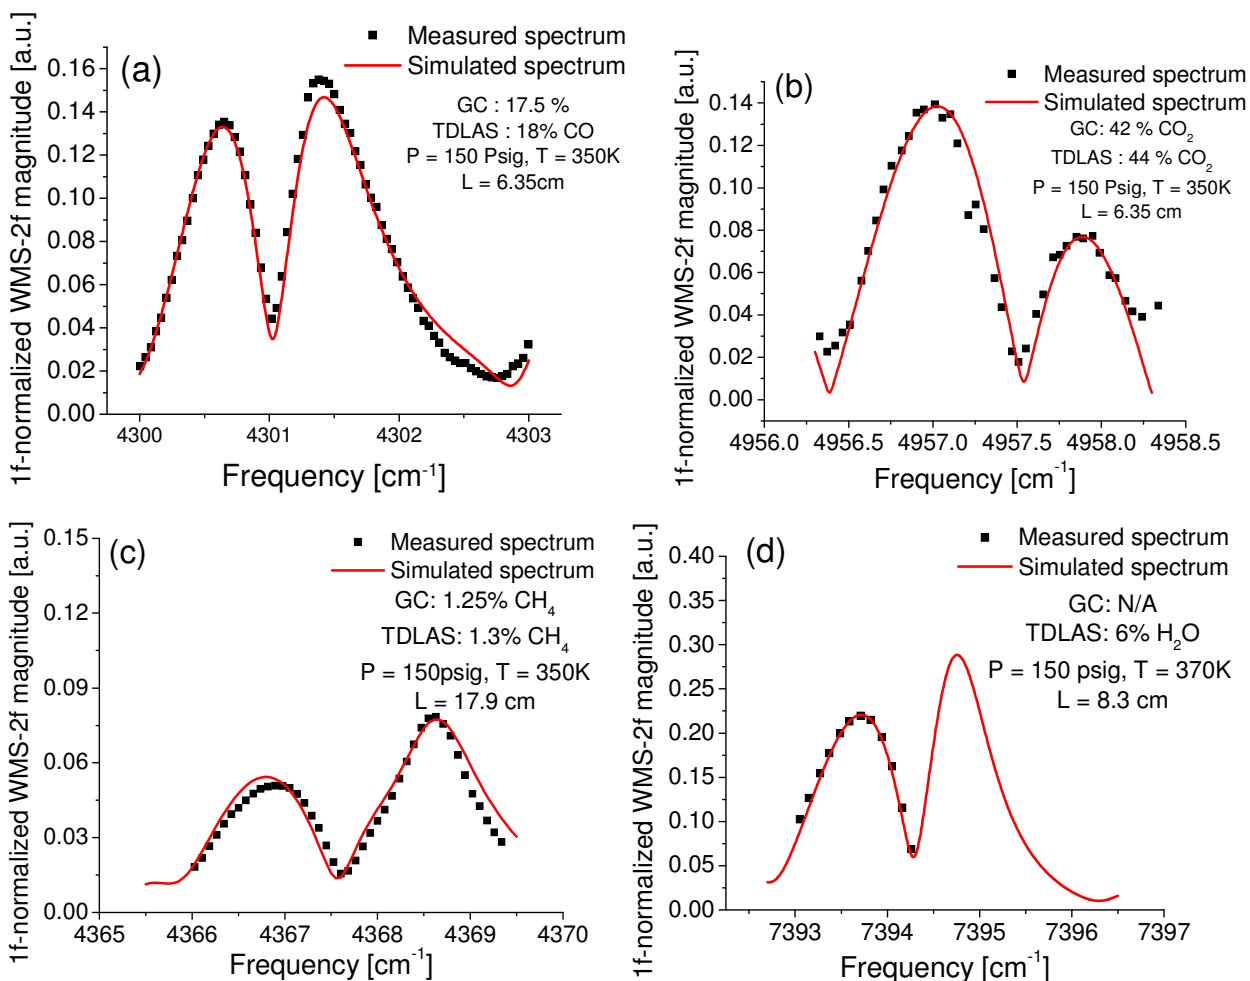 (a)
Measured spectrum
Simulated spectrum
GC : 17.5 %
TDLAS : 18% CO
P = 150 Psig, T = 350K
L = 6.35cm
1f-normalized WMS-2f magnitude [a.u.]
0.16
0.14
0.12
0.10
0.08
0.06
0.04
0.02
0.00
4300 4301 4302 4303
Frequency [cm-1]
(b)
Measured spectrum
Simulated spectrum
GC: 42 % CO2
TDLAS : 44 % CO2
P = 150 Psig, T = 350K
L = 6.35 cm
1f-normalized WMS-2f magnitude [a.u.]
0.14
0.12
0.10
0.08
0.06
0.04
0.02
0.00
4956.0 4956.5 4957.0 4957.5 4958.0 4958.5
Frequency [cm-1]
(c)
Measured spectrum
Simulated spectrum
GC: 1.25% CH4
TDLAS: 1.3% CH4
P = 150psig, T = 350K
L = 17.9 cm
1f-normalized WMS-2f magnitude [a.u.]
0.15
0.12
0.09
0.06
0.03
0.00
4365 4366 4367 4368 4369 4370
Frequency [cm-1]
(d)
Measured spectrum
Simulated spectrum
GC: N/A
TDLAS: 6% H2O
P = 150 psig, T = 370K
L = 8.3 cm
1f-normalized WMS-2f magnitude [a.u.]
0.40
0.35
0.30
0.25
0.20
0.15
0.10
0.05
0.00
7393 7394 7395 7396 7397
Frequency [cm-1]